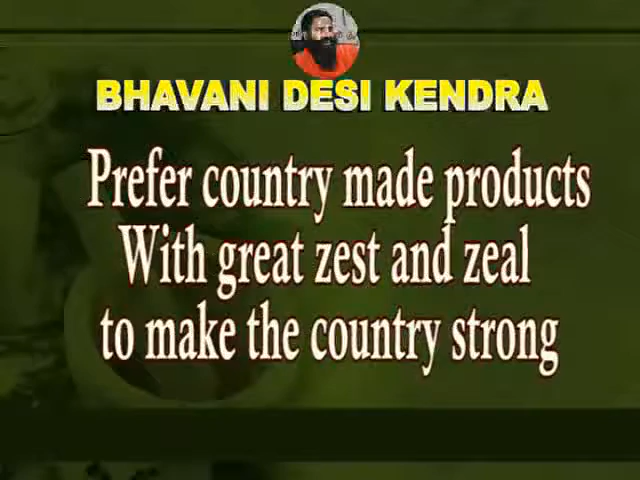 BHAVANI DESI KENDRA
Prefer country made products
With great zest and zeal
to make the country strong